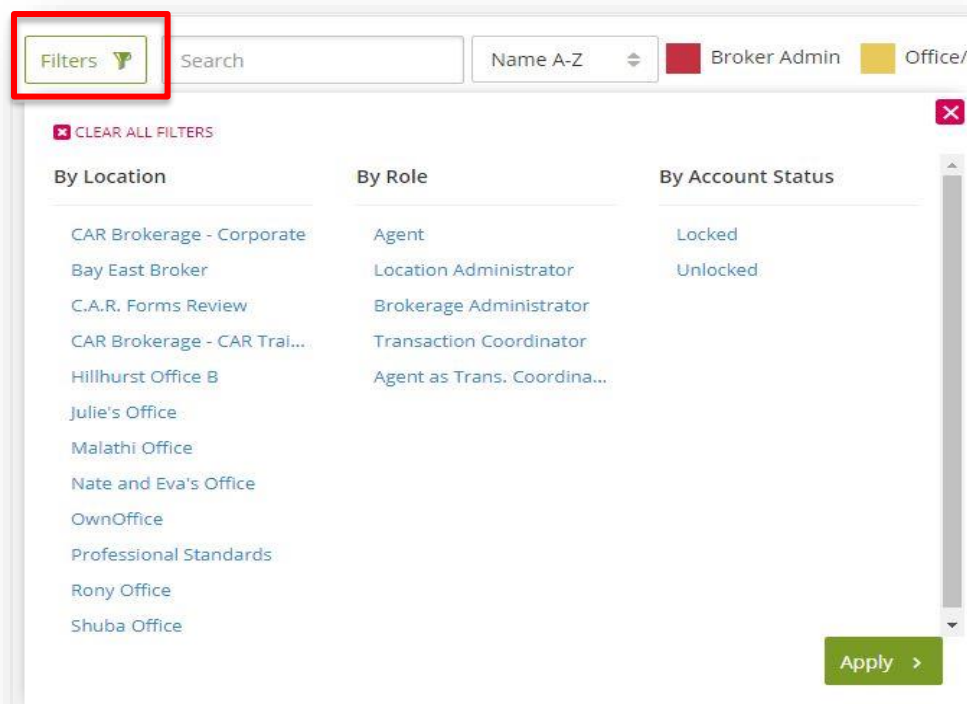 Filters
Search
Name A-Z
Broker Admin
Office/
CLEAR ALL FILTERS
By Location
CAR Brokerage - Corporate
Bay East Broker
C.A.R. Forms Review
CAR Brokerage - CAR Trai...
Hillhurst Office B
Julie's Office
Malathi Office
Nate and Eva's Office
OwnOffice
Professional Standards
Rony Office
Shuba Office
By Role
Agent
Location Administrator
Brokerage Administrator
Transaction Coordinator
Agent as Trans. Coordina...
By Account Status
Locked
Unlocked
Apply